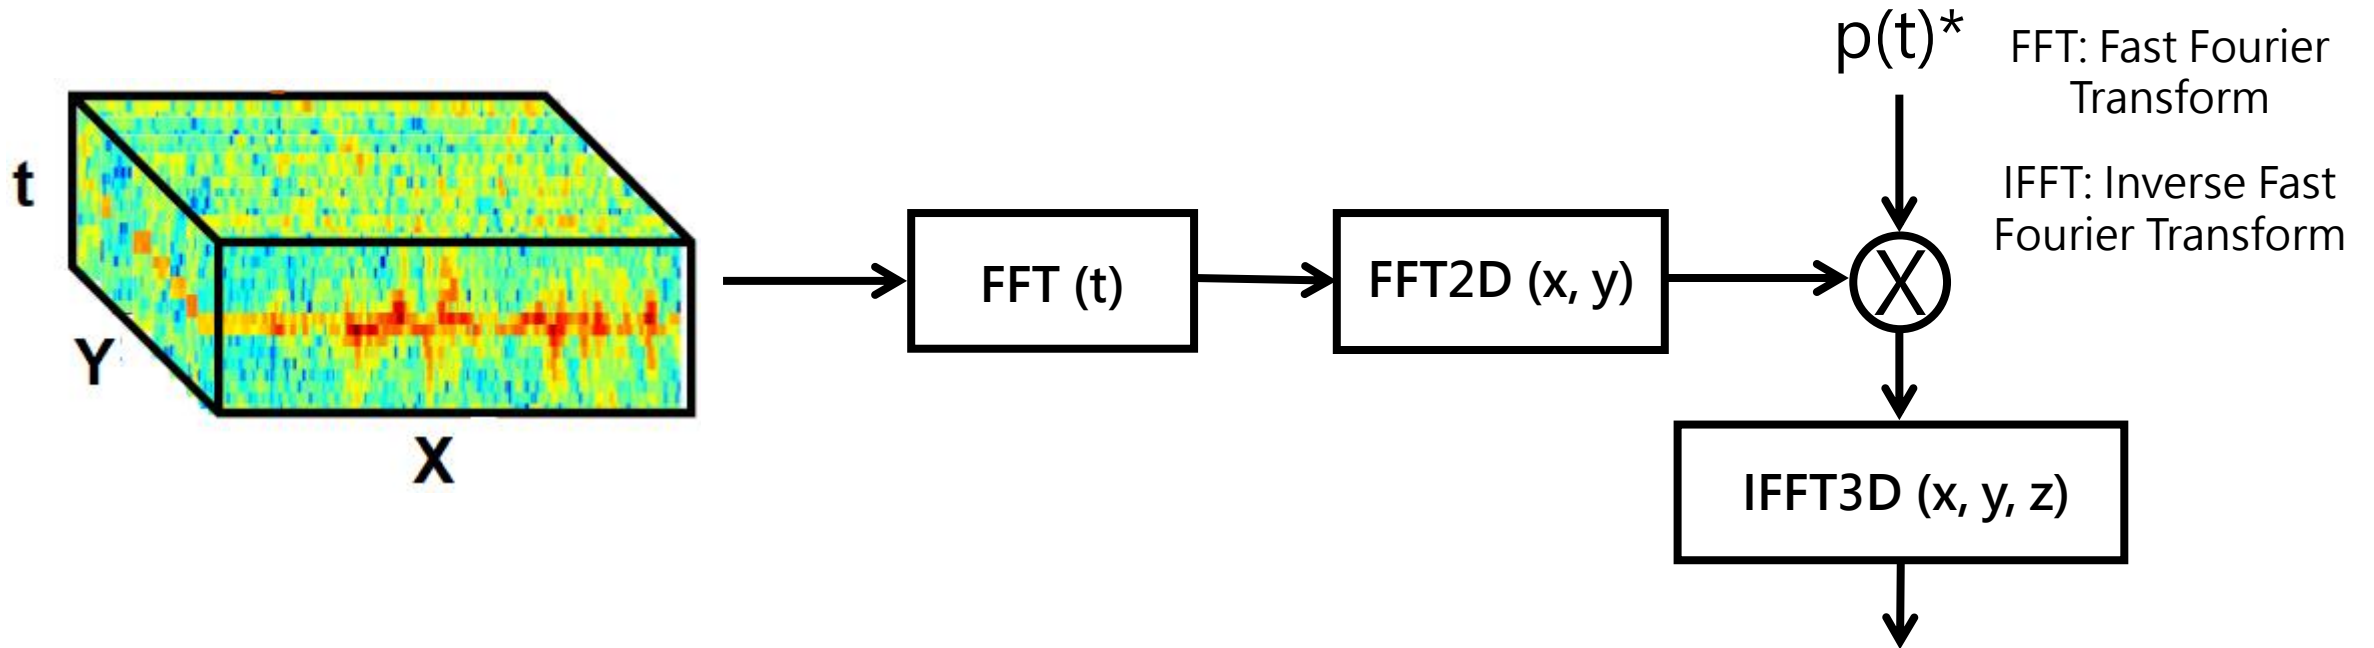 p(t)*
FFT: Fast Fourier
Transform
IFFT: Inverse Fast
Fourier Transform
t
Y
X
FFT (t)
FFT2D (x, y)
X
IFFT3D (x, y, z)